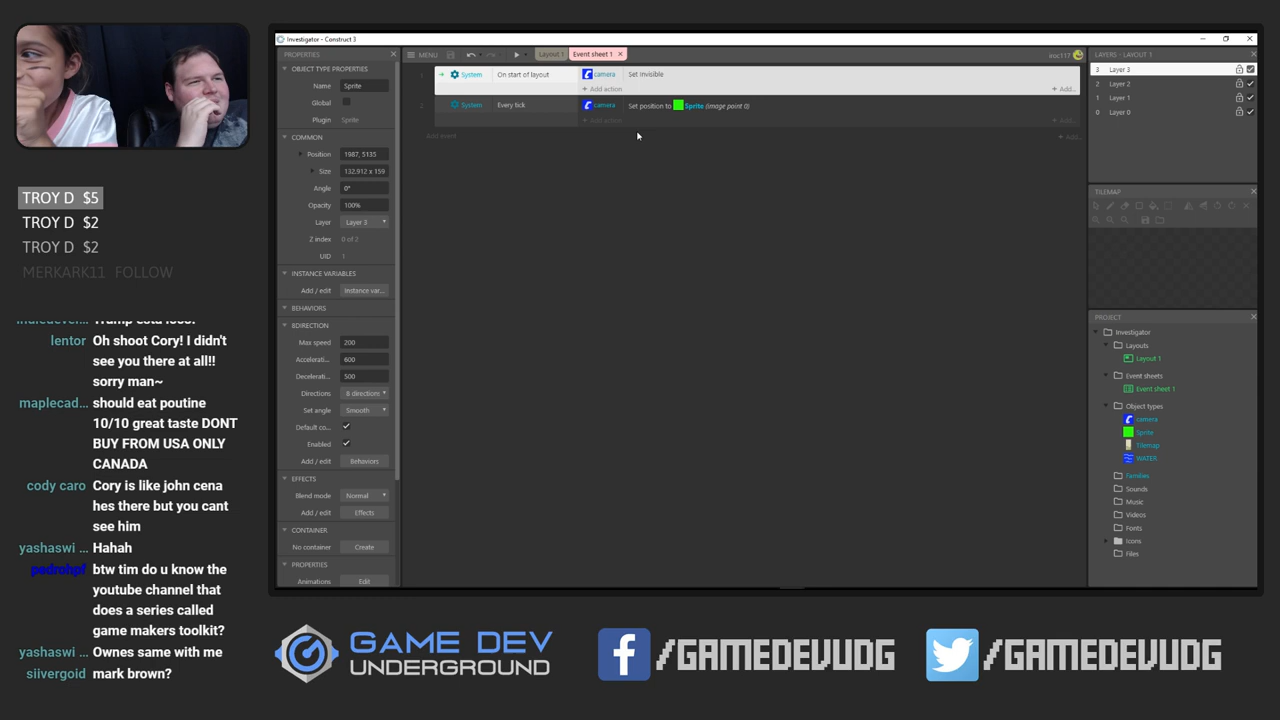 Investigator - Construct 3
PROPERTIES
MENU
Layout 1
Event sheet 1
iroc117
LAYERS - LAYOUT 1
OBJECT TYPE PROPERTIES
Name Sprite
Global
Plugin Sprite
COMMON
Position 1987, 5135
Size 132.912 x 159
Angle 0°
Opacity 100%
Layer Layer 3
Z index 0 of 2
UID 1
INSTANCE VARIABLES
Add / edit Instance var...
BEHAVIORS
8DIRECTION
Max speed 200
Accelerati... 600
Decelerati... 500
Directions 8 direction
Set angle Smooth
Default co...
Enabled
Add / edit Behaviors
EFFECTS
Blend mode Normal
Add / edit Effects
CONTAINER
No container Create
PROPERTIES
Animations Edit
1 System On start of layout camera Set Invisible
Add action Add...
2 System Every tick camera Set position to Sprite (image point 0)
Add action Add...
Add event Add...
3 Layer 3
2 Layer 2
1 Layer 1
0 Layer 0
TILEMAP
PROJECT
Investigator
Layouts
Layout 1
Event sheets
Event sheet 1
Object types
camera
Sprite
Tilemap
WATER
Families
Sounds
Music
Videos
Fonts
Icons
Files
TROY D $5
TROY D $2
TROY D $2
MERKARK11 FOLLOW
lentor Oh shoot Cory! I didn't
see you there at all!!
sorry man~
maplecad... should eat poutine
10/10 great taste DONT
BUY FROM USA ONLY
CANADA
cody caro Cory is like john cena
hes there but you cant
see him
yashaswi ... Hahah
pedrohpf btw tim do u know the
youtube channel that
does a series called
game makers toolkit?
yashaswi ... Ownes same with me
siivergoid mark brown?
GAME DEV
UNDERGROUND
/GAMEDEVUDG
/GAMEDEVUDG